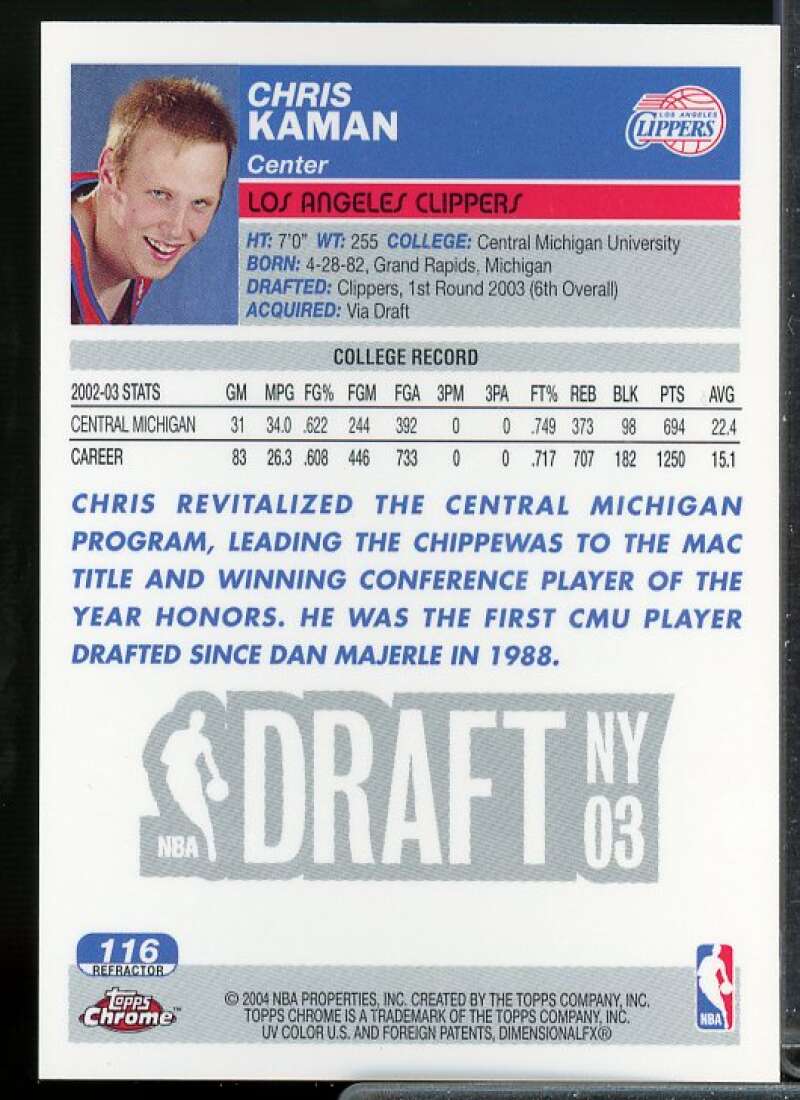 CHRIS
KAMAN
Center
LOS ANGELES CLIPPERS
LOS ANGELES
CLIPPERS
HT: 7'0" WT: 255 COLLEGE: Central Michigan University
BORN: 4-28-82, Grand Rapids, Michigan
DRAFTED: Clippers, 1st Round 2003 (6th Overall)
ACQUIRED: Via Draft
COLLEGE RECORD
2002-03 STATS GM MPG FG% FGM FGA 3PM 3PA FT% REB BLK PTS AVG
CENTRAL MICHIGAN 31 34.0 .622 244 392 0 0 .749 373 98 694 22.4
CAREER 83 26.3 .608 446 733 0 0 .717 707 182 1250 15.1
CHRIS REVITALIZED THE CENTRAL MICHIGAN
PROGRAM, LEADING THE CHIPPEWAS TO THE MAC
TITLE AND WINNING CONFERENCE PLAYER OF THE
YEAR HONORS. HE WAS THE FIRST CMU PLAYER
DRAFTED SINCE DAN MAJERLE IN 1988.
NBA DRAFT NY
03
116
REFRACTOR
Topps
Chrome™
© 2004 NBA PROPERTIES, INC. CREATED BY THE TOPPS COMPANY, INC.
TOPPS CHROME IS A TRADEMARK OF THE TOPPS COMPANY, INC.
UV COLOR U.S. AND FOREIGN PATENTS, DIMENSIONALFX®
NBA